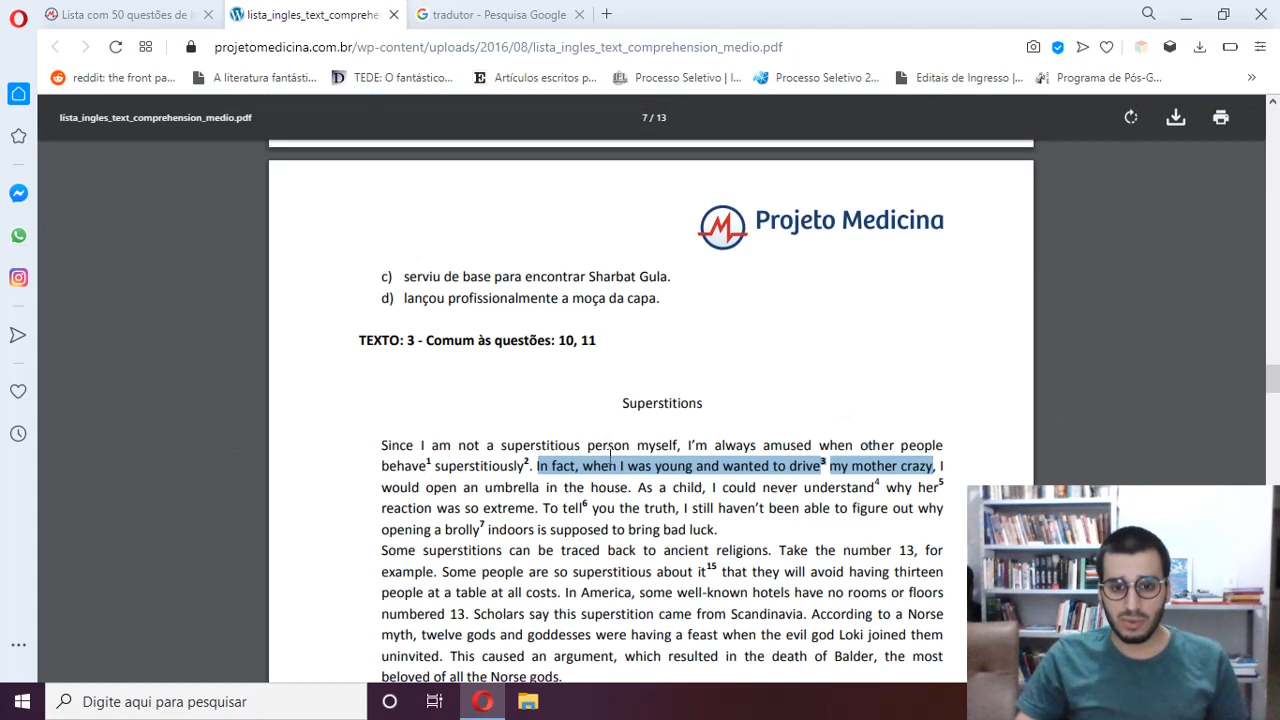 Lista com 50 questões de I
lista_ingles_text_comprehe
tradutor - Pesquisa Google
projetomedicina.com.br/wp-content/uploads/2016/08/lista_ingles_text_comprehension_medio.pdf
reddit: the front pa...
A literatura fantásti...
TEDE: O fantástico...
Artículos escritos p...
Processo Seletivo | I...
Processo Seletivo 2...
Editais de Ingresso |...
Programa de Pós-G...
lista_ingles_text_comprehension_medio.pdf
7 / 13
Projeto Medicina
c) serviu de base para encontrar Sharbat Gula.
d) lançou profissionalmente a moça da capa.
TEXTO: 3 - Comum às questões: 10, 11
Superstitions
Since I am not a superstitious person myself, I’m always amused when other people
behave¹ superstitiously². In fact, when I was young and wanted to drive³ my mother crazy, I
would open an umbrella in the house. As a child, I could never understand⁴ why her⁵
reaction was so extreme. To tell⁶ you the truth, I still haven’t been able to figure out why
opening a brolly⁷ indoors is supposed to bring bad luck.
Some superstitions can be traced back to ancient religions. Take the number 13, for
example. Some people are so superstitious about it¹⁵ that they will avoid having thirteen
people at a table at all costs. In America, some well-known hotels have no rooms or floors
numbered 13. Scholars say this superstition came from Scandinavia. According to a Norse
myth, twelve gods and goddesses were having a feast when the evil god Loki joined them
uninvited. This caused an argument, which resulted in the death of Balder, the most
beloved of all the Norse gods.
Digite aqui para pesquisar